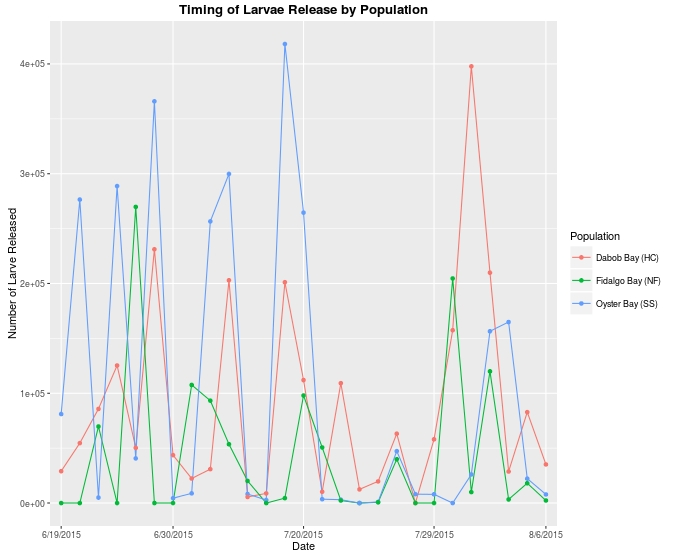 Timing of Larvae Release by Population
Number of Larve Released
4e+05
3e+05
2e+05
1e+05
0e+00
6/19/2015
6/30/2015
7/20/2015
7/29/2015
8/6/2015
Date
Population
Dabob Bay (HC)
Fidalgo Bay (NF)
Oyster Bay (SS)